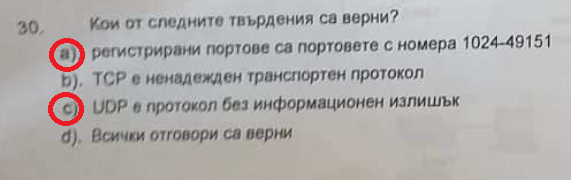 30. Кои от следните твърдения са верни?
a). регистрирани портове са портовете с номера 1024-49151
b). TCP е ненадежден транспортен протокол
c). UDP е протокол без информационен излишък
d). Всички отговори са верни